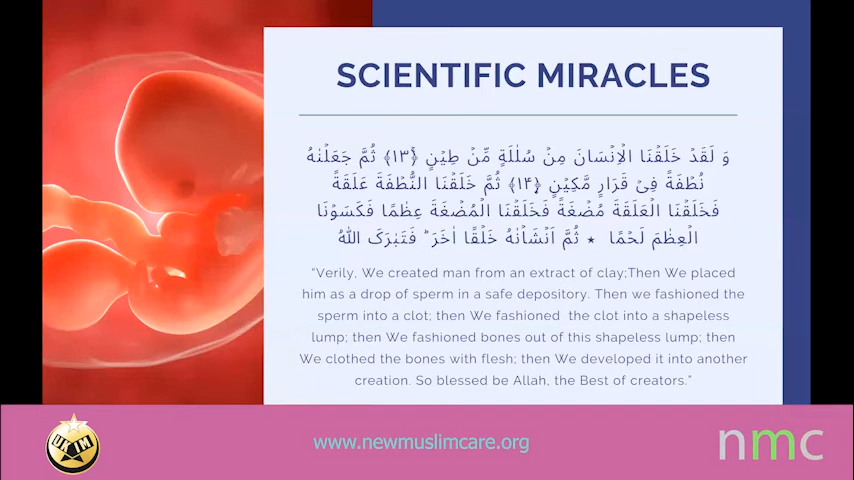 SCIENTIFIC MIRACLES
وَ لَقَدۡ خَلَقۡنَا الۡاِنۡسَانَ مِنۡ سُلٰلَۃٍ مِّنۡ طِیۡنٍ ﴿ۚ۱۳﴾ ثُمَّ جَعَلۡنٰہُ
نُطۡفَۃً فِیۡ قَرَارٍ مَّکِیۡنٍ ﴿۪۱۴﴾ ثُمَّ خَلَقۡنَا النُّطۡفَۃَ عَلَقَۃً
فَخَلَقۡنَا الۡعَلَقَۃَ مُضۡغَۃً فَخَلَقۡنَا الۡمُضۡغَۃَ عِظٰمًا فَکَسَوۡنَا
الۡعِظٰمَ لَحۡمًا ٭ ثُمَّ اَنۡشَاۡنٰہُ خَلۡقًا اٰخَرَ ؕ فَتَبٰرَکَ اللّٰہُ
“Verily, We created man from an extract of clay;Then We placed
him as a drop of sperm in a safe depository. Then we fashioned the
sperm into a clot; then We fashioned the clot into a shapeless
lump; then We fashioned bones out of this shapeless lump; then
We clothed the bones with flesh; then We developed it into another
creation. So blessed be Allah, the Best of creators.”
UKIM
www.newmuslimcare.org
nmc